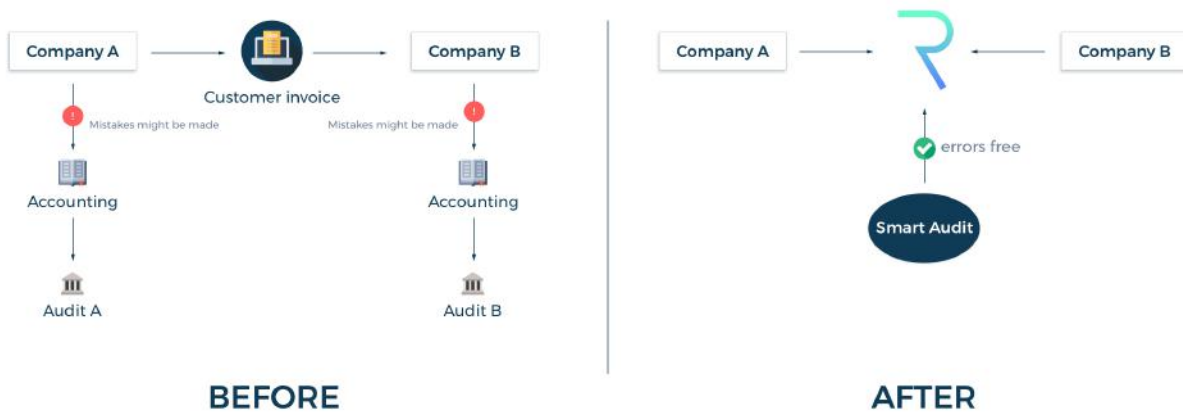 Company A
Company B
Customer invoice
Mistakes might be made
Mistakes might be made
Accounting
Accounting
Audit A
Audit B
BEFORE
Company A
Company B
errors free
Smart Audit
AFTER